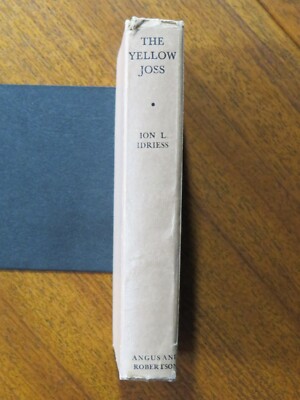 THE
YELLOW
JOSS
ION L.
IDRIESS
ANGUS AND
ROBERTSON